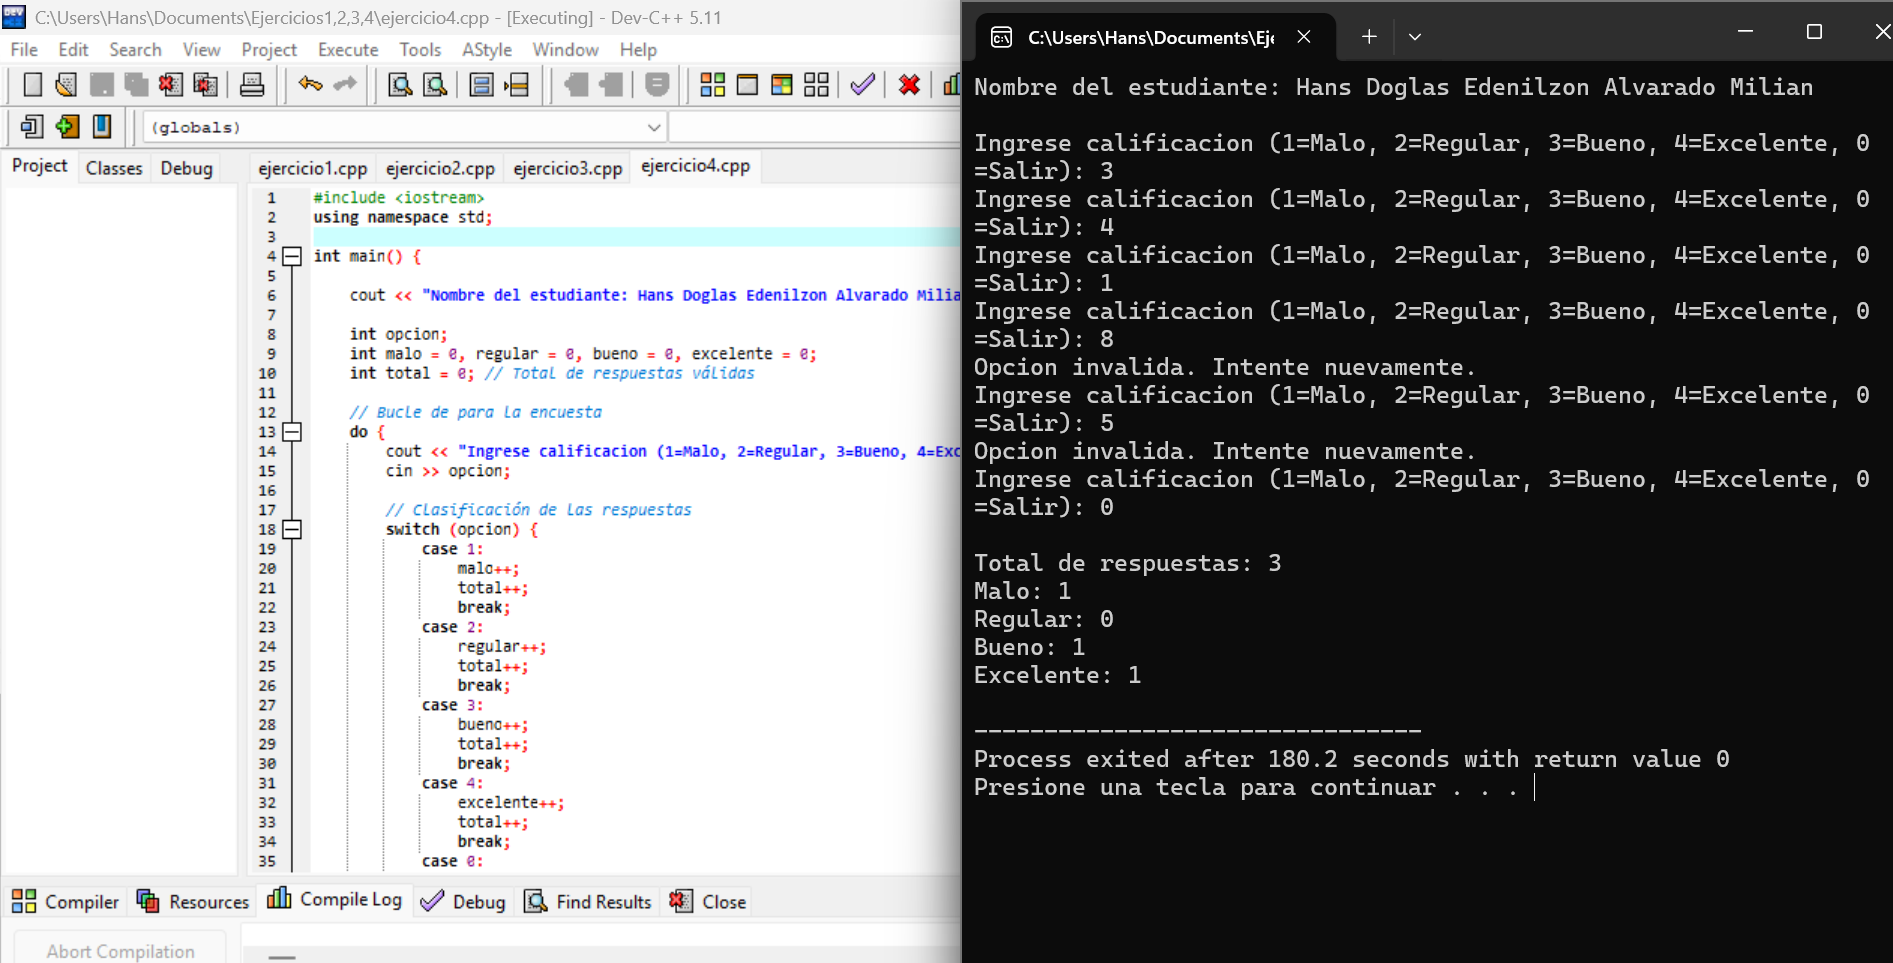 C:\Users\Hans\Documents\Ejercicios1,2,3,4\ejercicio4.cpp - [Executing] - Dev-C++ 5.11
File Edit Search View Project Execute Tools AStyle Window Help
(globals)
Project Classes Debug
ejercicio1.cpp ejercicio2.cpp ejercicio3.cpp ejercicio4.cpp
1 #include <iostream>
2 using namespace std;
3
4 int main() {
5
6 cout << "Nombre del estudiante: Hans Doglas Edenilzon Alvarado Milia
7
8 int opcion;
9 int malo = 0, regular = 0, bueno = 0, excelente = 0;
10 int total = 0; // Total de respuestas válidas
11
12 // Bucle de para la encuesta
13 do {
14 cout << "Ingrese calificacion (1=Malo, 2=Regular, 3=Bueno, 4=Exc
15 cin >> opcion;
16
17 // Clasificación de las respuestas
18 switch (opcion) {
19 case 1:
20 malo++;
21 total++;
22 break;
23 case 2:
24 regular++;
25 total++;
26 break;
27 case 3:
28 bueno++;
29 total++;
30 break;
31 case 4:
32 excelente++;
33 total++;
34 break;
35 case 0:
Compiler Resources Compile Log Debug Find Results Close
Abort Compilation
C:\Users\Hans\Documents\Eje
Nombre del estudiante: Hans Doglas Edenilzon Alvarado Milian
Ingrese calificacion (1=Malo, 2=Regular, 3=Bueno, 4=Excelente, 0
=Salir): 3
Ingrese calificacion (1=Malo, 2=Regular, 3=Bueno, 4=Excelente, 0
=Salir): 4
Ingrese calificacion (1=Malo, 2=Regular, 3=Bueno, 4=Excelente, 0
=Salir): 1
Ingrese calificacion (1=Malo, 2=Regular, 3=Bueno, 4=Excelente, 0
=Salir): 8
Opcion invalida. Intente nuevamente.
Ingrese calificacion (1=Malo, 2=Regular, 3=Bueno, 4=Excelente, 0
=Salir): 5
Opcion invalida. Intente nuevamente.
Ingrese calificacion (1=Malo, 2=Regular, 3=Bueno, 4=Excelente, 0
=Salir): 0
Total de respuestas: 3
Malo: 1
Regular: 0
Bueno: 1
Excelente: 1
--------------------------------
Process exited after 180.2 seconds with return value 0
Presione una tecla para continuar . . .